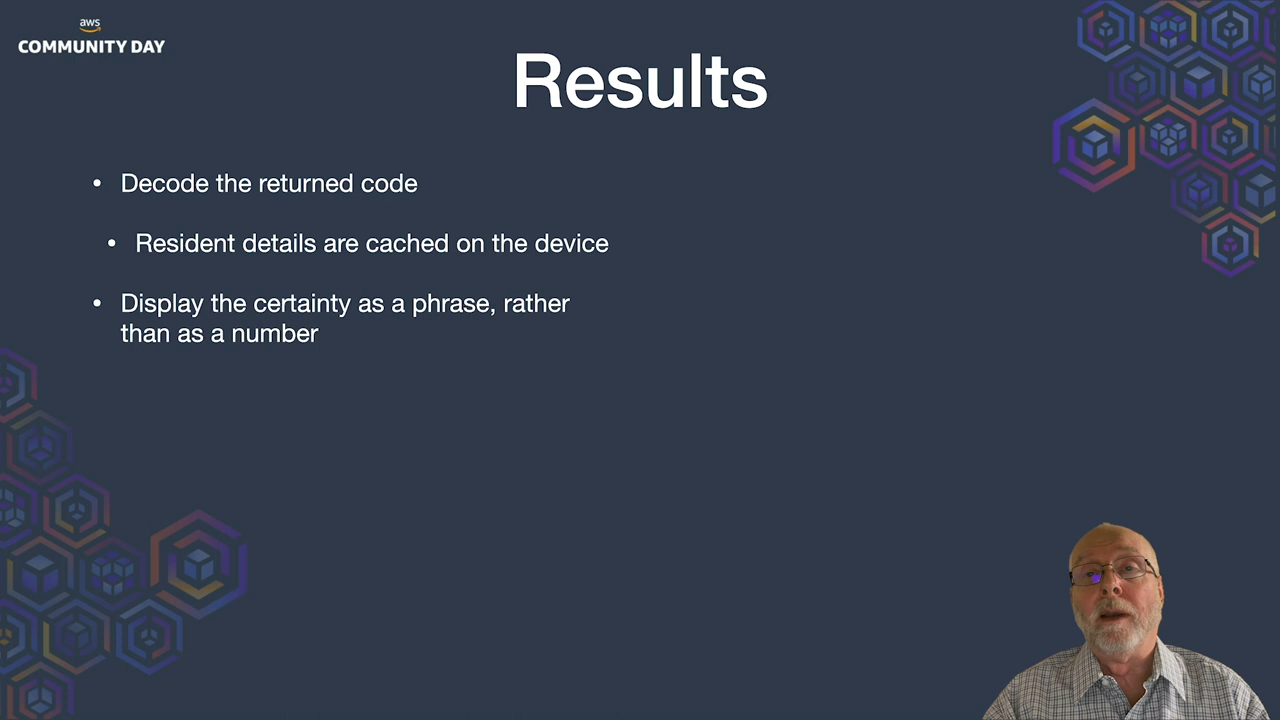 aws
COMMUNITY DAY
Results
• Decode the returned code
• Resident details are cached on the device
• Display the certainty as a phrase, rather
than as a number